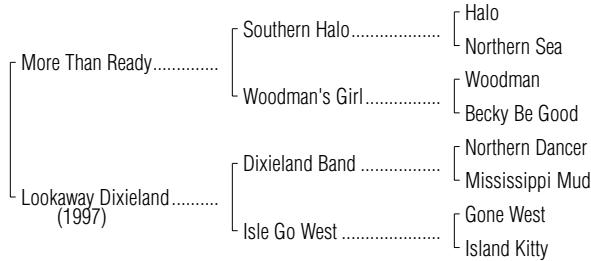 Halo
Southern Halo..................
Northern Sea
More Than Ready.............
Woodman
Woodman's Girl................
Becky Be Good
Northern Dancer
Dixieland Band .................
Mississippi Mud
Lookaway Dixieland..........
(1997)
Gone West
Isle Go West .....................
Island Kitty